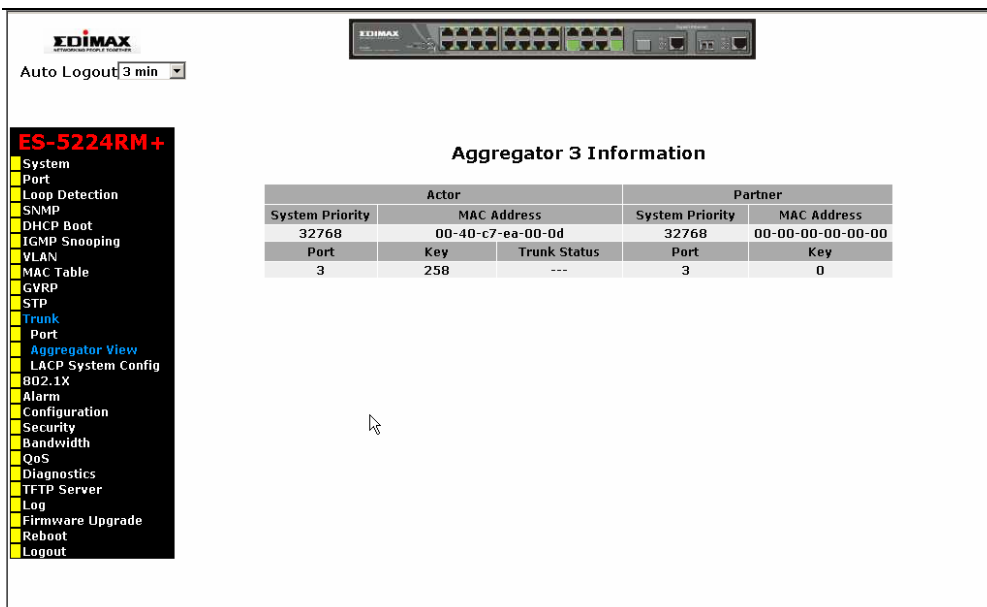 EDIMAX
NETWORKING PEOPLE TOGETHER
EDIMAX
Auto Logout 3 min
ES-5224RM+
System
Port
Loop Detection
SNMP
DHCP Boot
IGMP Snooping
VLAN
MAC Table
GVRP
STP
Trunk
Port
Aggregator View
LACP System Config
802.1X
Alarm
Configuration
Security
Bandwidth
QoS
Diagnostics
TFTP Server
Log
Firmware Upgrade
Reboot
Logout
Aggregator 3 Information
Actor Partner
System Priority MAC Address System Priority MAC Address
32768 00-40-c7-ea-00-0d 32768 00-00-00-00-00-00
Port Key Trunk Status Port Key
3 258 --- 3 0